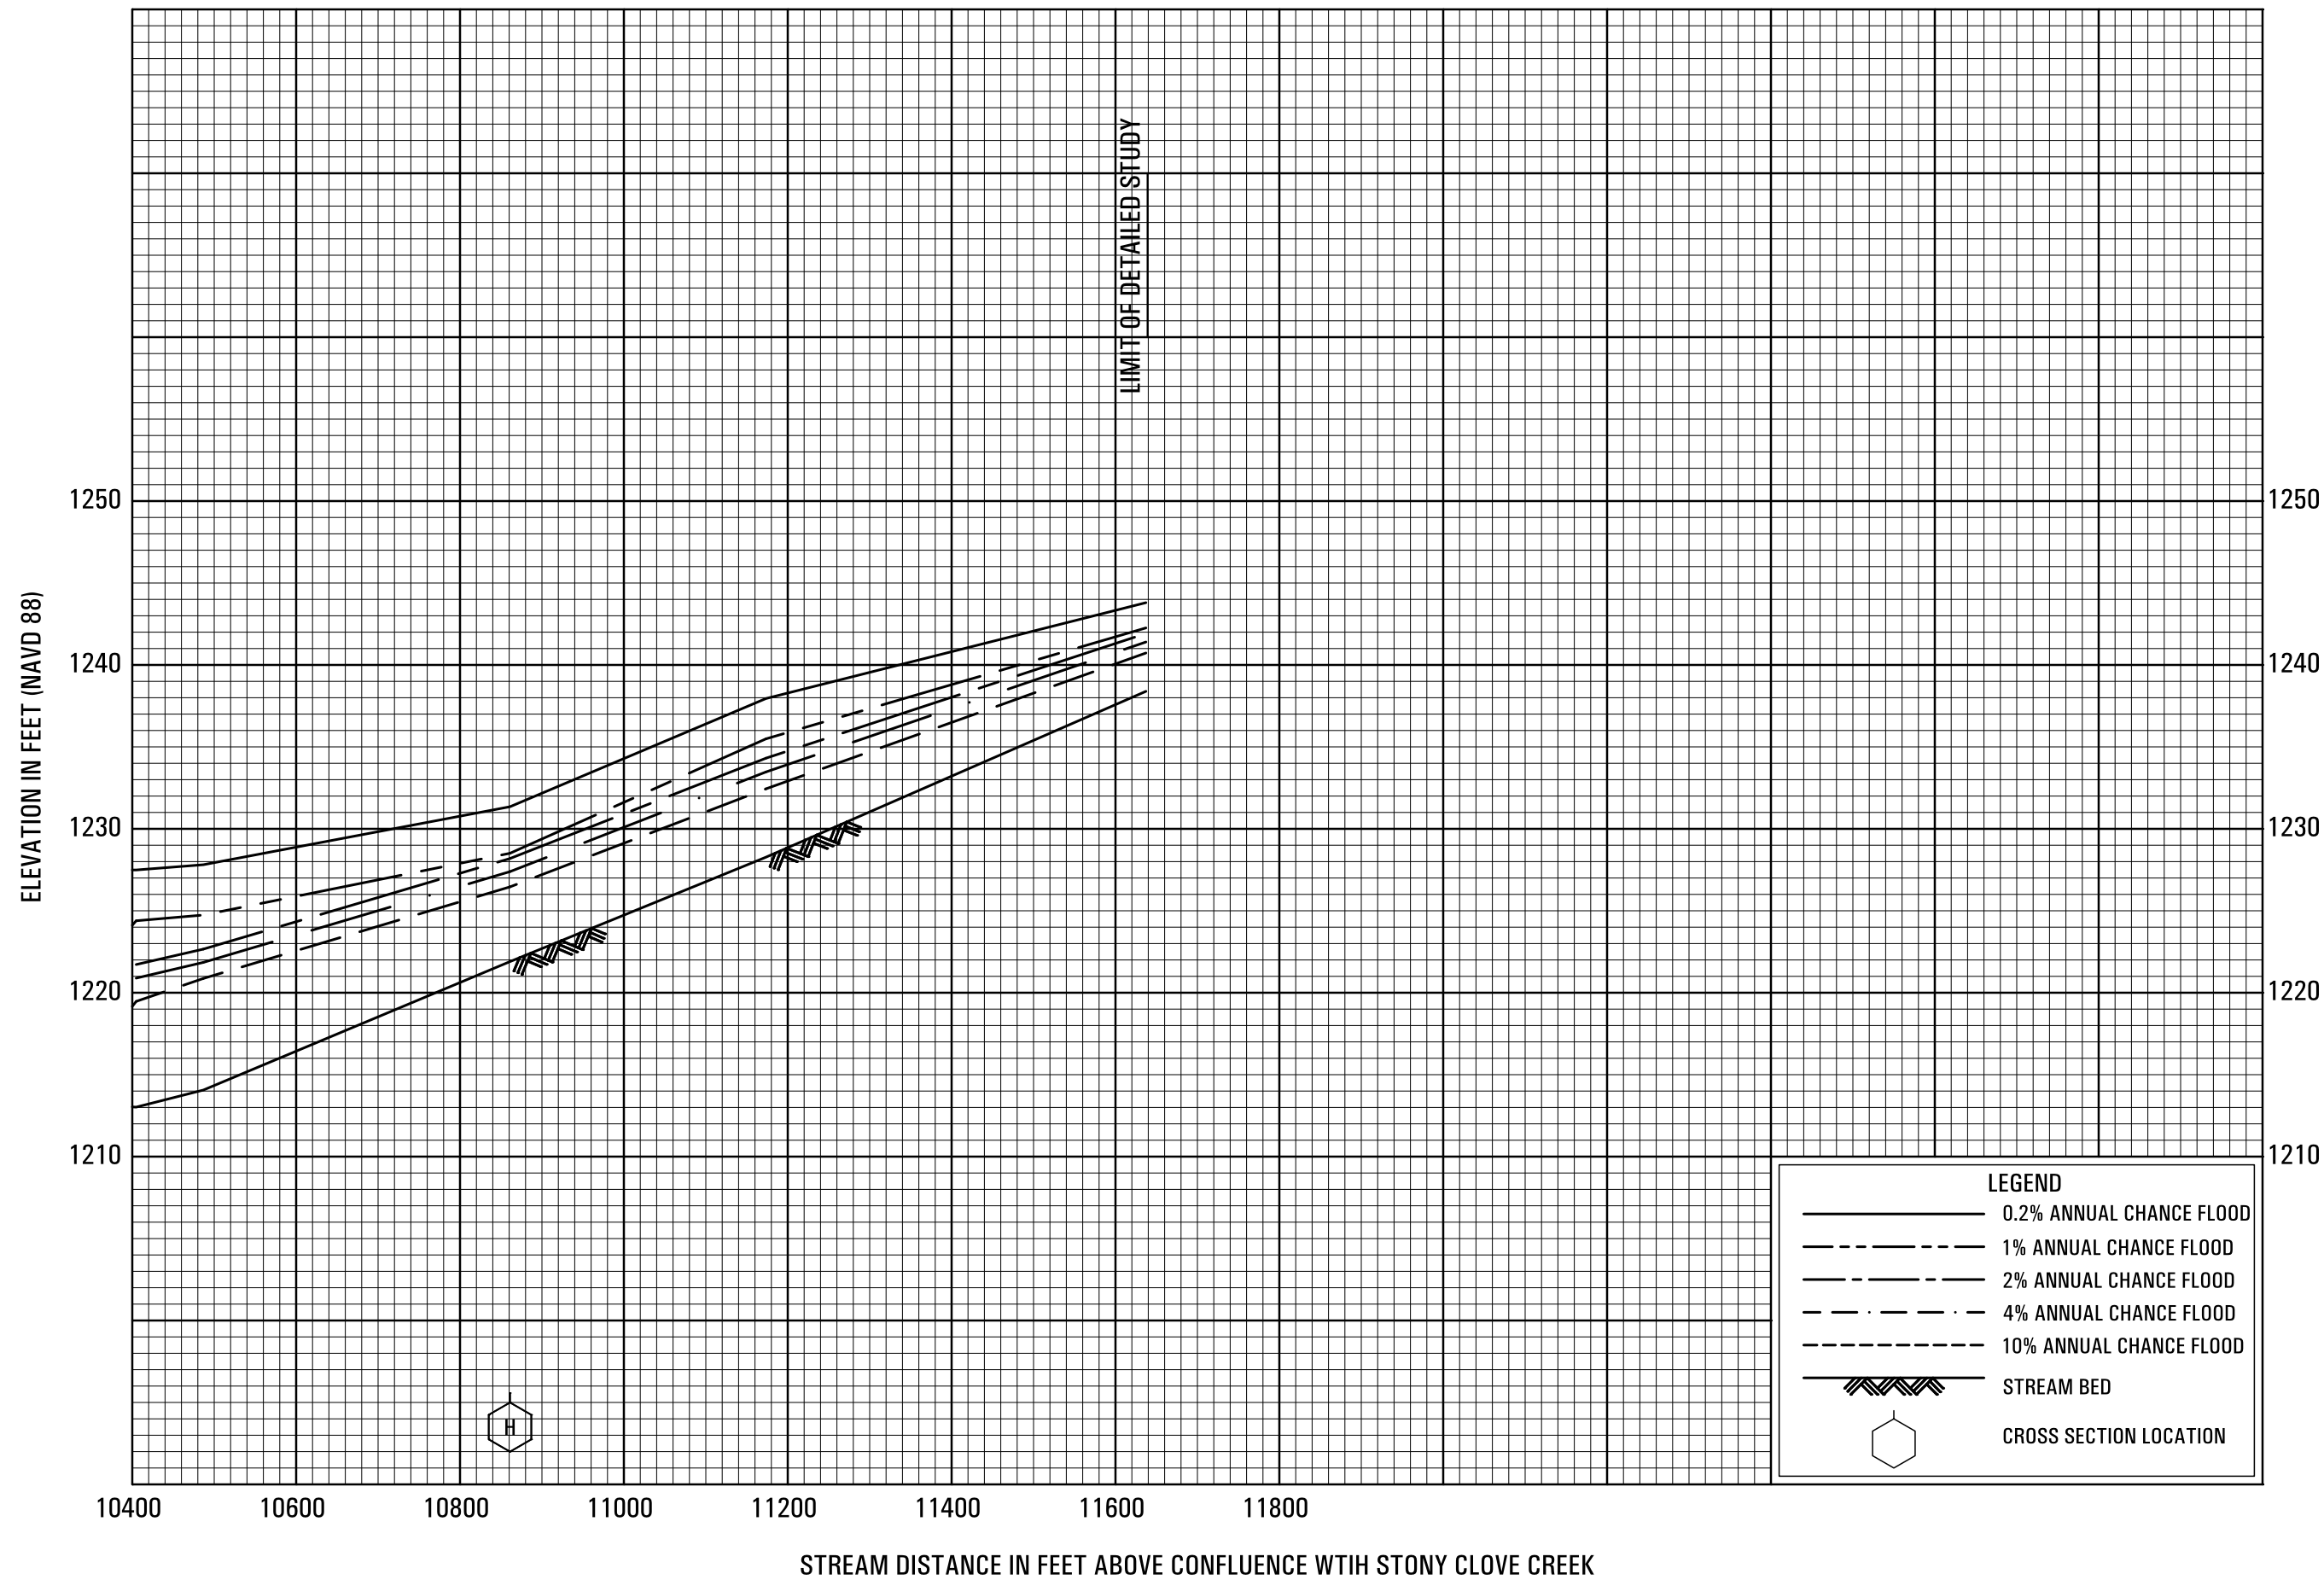 LIMIT OF DETAILED STUDY
ELEVATION IN FEET (NAVD 88)
1250
1250
1240
1240
1230
1230
1220
1220
1210
1210
LEGEND
0.2% ANNUAL CHANCE FLOOD
1% ANNUAL CHANCE FLOOD
2% ANNUAL CHANCE FLOOD
4% ANNUAL CHANCE FLOOD
10% ANNUAL CHANCE FLOOD
STREAM BED
CROSS SECTION LOCATION
H
10400 10600 10800 11000 11200 11400 11600 11800
STREAM DISTANCE IN FEET ABOVE CONFLUENCE WTIH STONY CLOVE CREEK